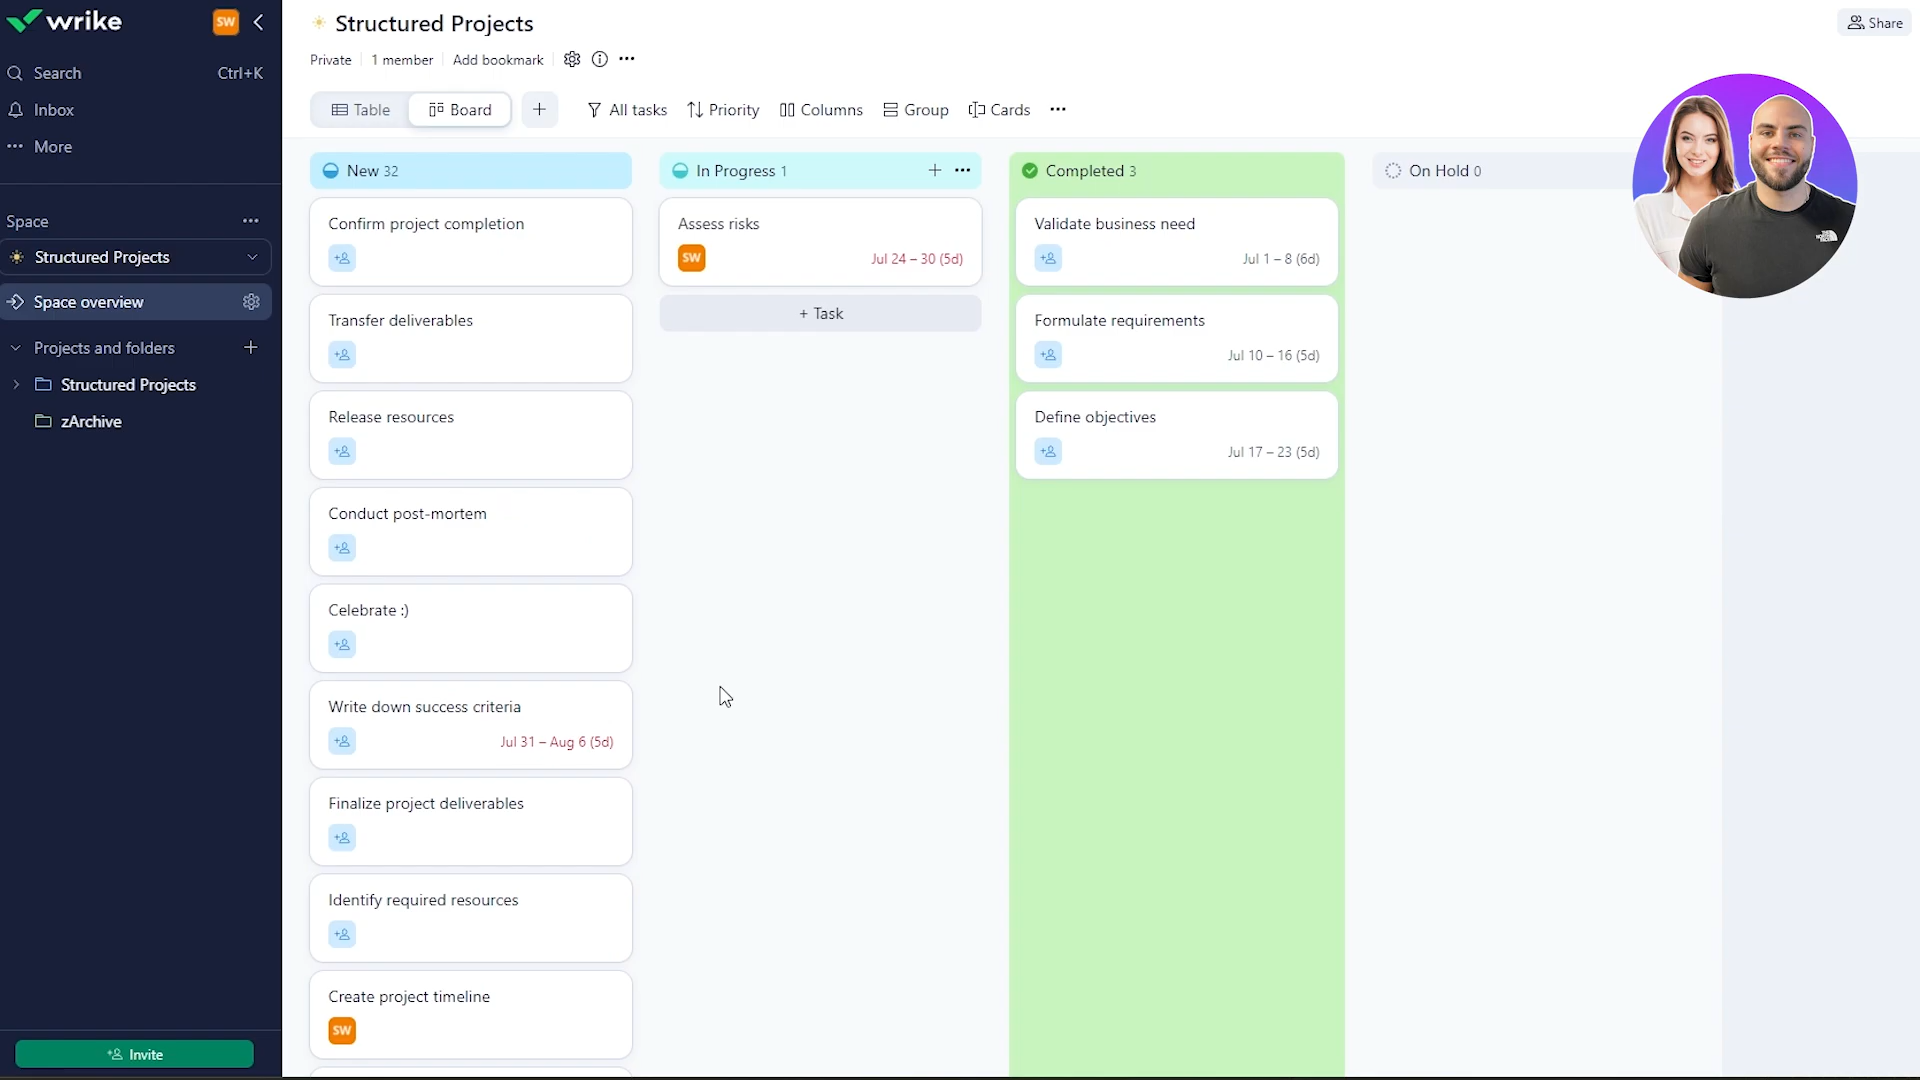 wrike
SW
Search Ctrl+K
Inbox
More
Space
Structured Projects
Space overview
Projects and folders
Structured Projects
zArchive
Invite
Structured Projects
Share
Private 1 member Add bookmark
Table Board All tasks Priority Columns Group Cards
New 32
Confirm project completion
Transfer deliverables
Release resources
Conduct post-mortem
Celebrate :)
Write down success criteria
Jul 31 – Aug 6 (5d)
Finalize project deliverables
Identify required resources
Create project timeline
SW
In Progress 1
Assess risks
SW Jul 24 – 30 (5d)
+ Task
Completed 3
Validate business need
Jul 1 – 8 (6d)
Formulate requirements
Jul 10 – 16 (5d)
Define objectives
Jul 17 – 23 (5d)
On Hold 0